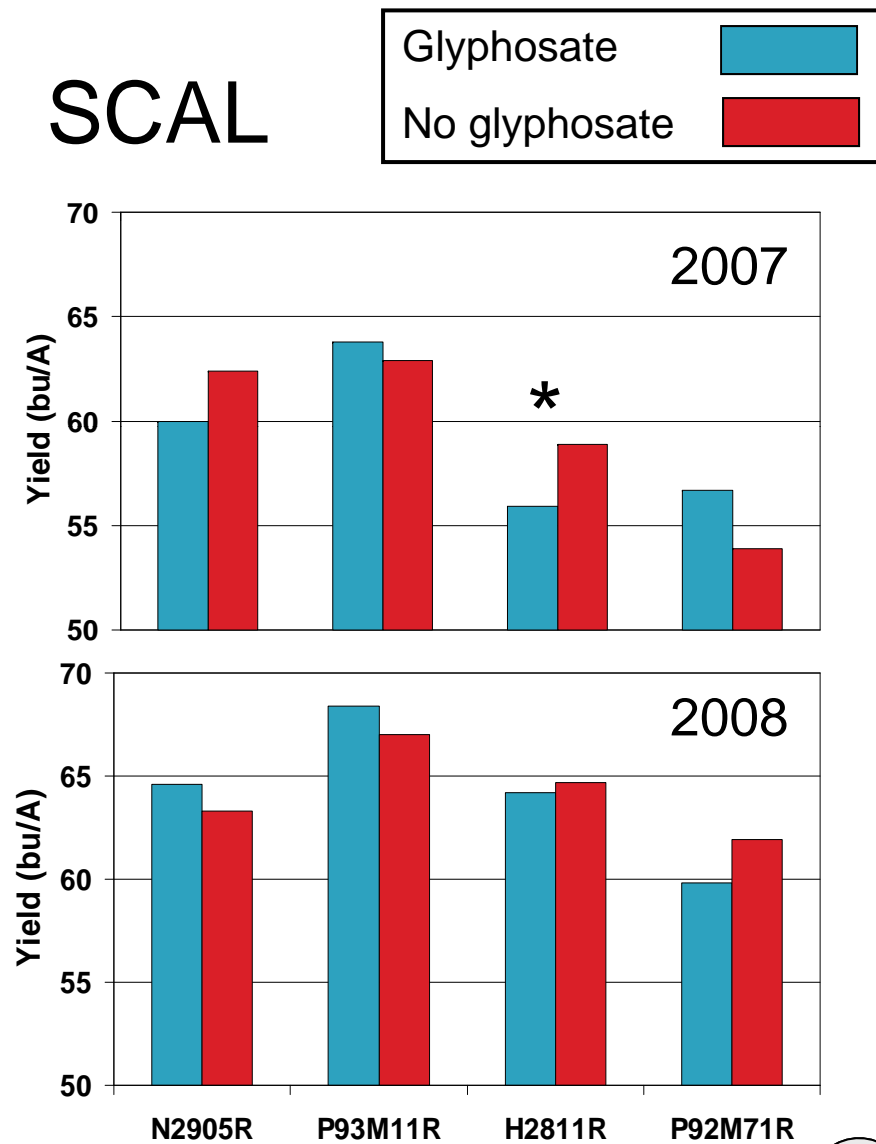 SCAL
Glyphosate
No glyphosate
2007
70
65
60
55
50
Yield (bu/A)
*
2008
70
65
60
55
50
Yield (bu/A)
N2905R P93M11R H2811R P92M71R